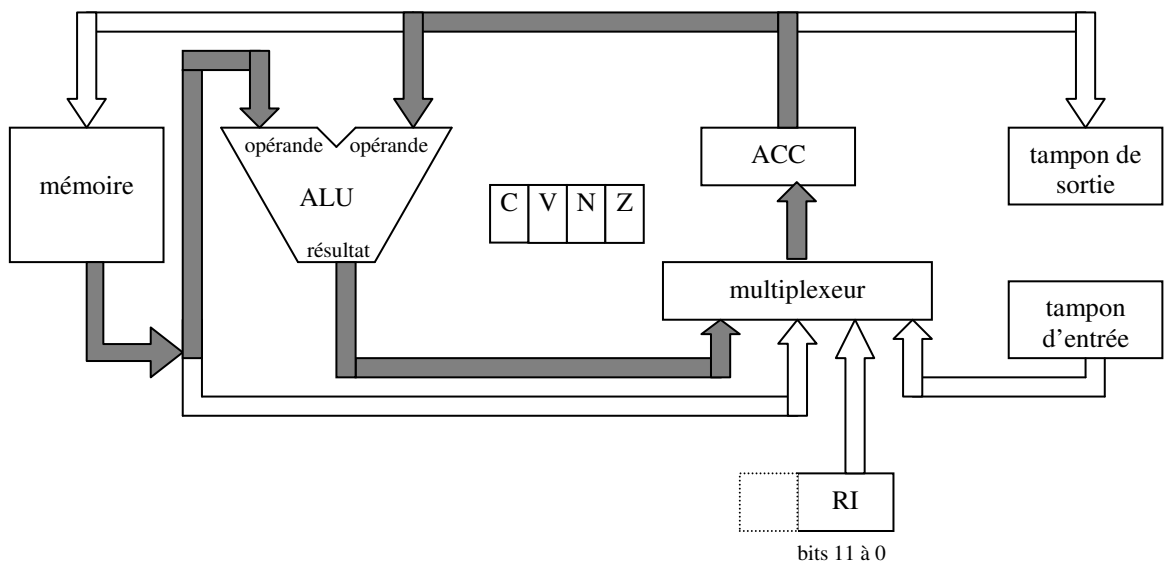 opérande opérande
mémoire
ALU
résultat
C V N Z
ACC
tampon de
sortie
multiplexeur
tampon
d'entrée
RI
bits 11 à 0